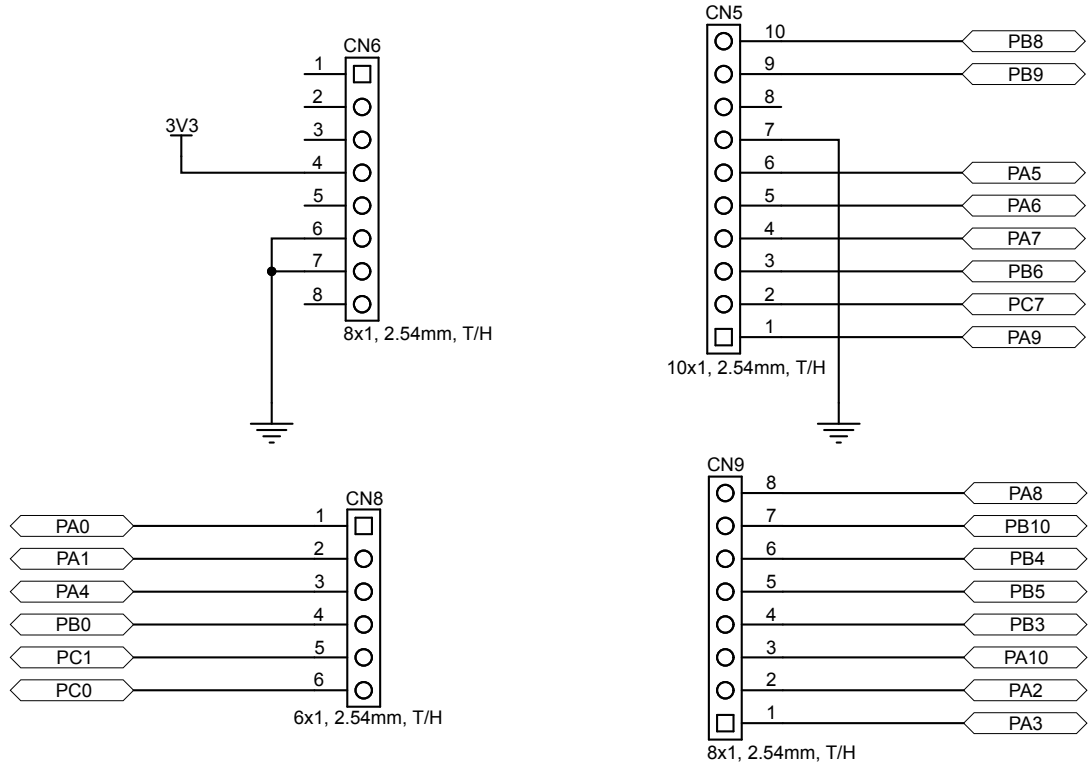 CN6
1
2
3
4
5
6
7
8
3V3
8x1, 2.54mm, T/H
CN5
10 PB8
9 PB9
8
7
6 PA5
5 PA6
4 PA7
3 PB6
2 PC7
1 PA9
10x1, 2.54mm, T/H
CN8
PA0 1
PA1 2
PA4 3
PB0 4
PC1 5
PC0 6
6x1, 2.54mm, T/H
CN9
8 PA8
7 PB10
6 PB4
5 PB5
4 PB3
3 PA10
2 PA2
1 PA3
8x1, 2.54mm, T/H